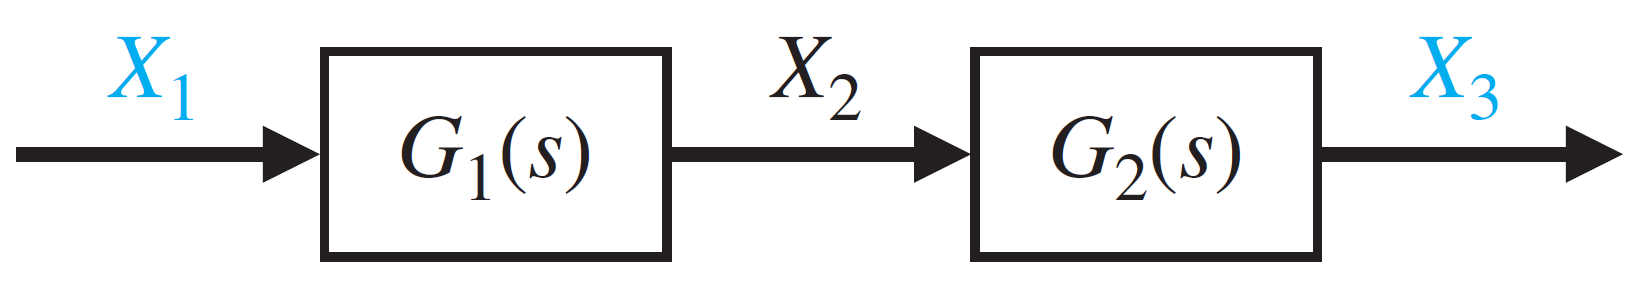 X₁ G₁(s) X₂ G₂(s) X₃